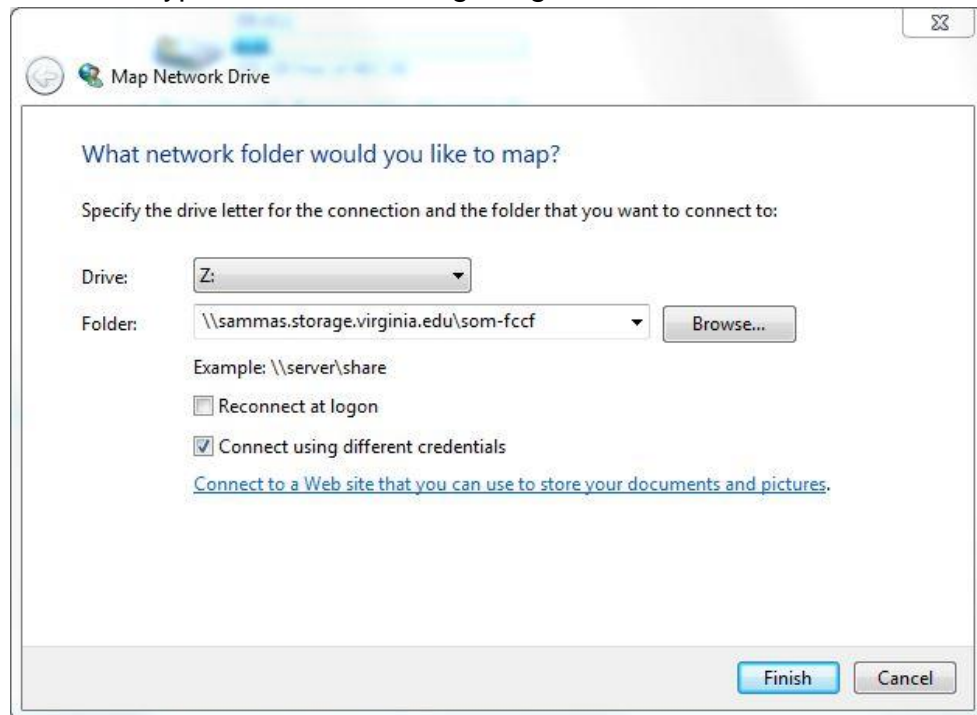 Map Network Drive
What network folder would you like to map?
Specify the drive letter for the connection and the folder that you want to connect to:
Drive: Z:
Folder: \\sammas.storage.virginia.edu\som-fccf Browse...
Example: \\server\share
Reconnect at logon
Connect using different credentials
Connect to a Web site that you can use to store your documents and pictures.
Finish Cancel